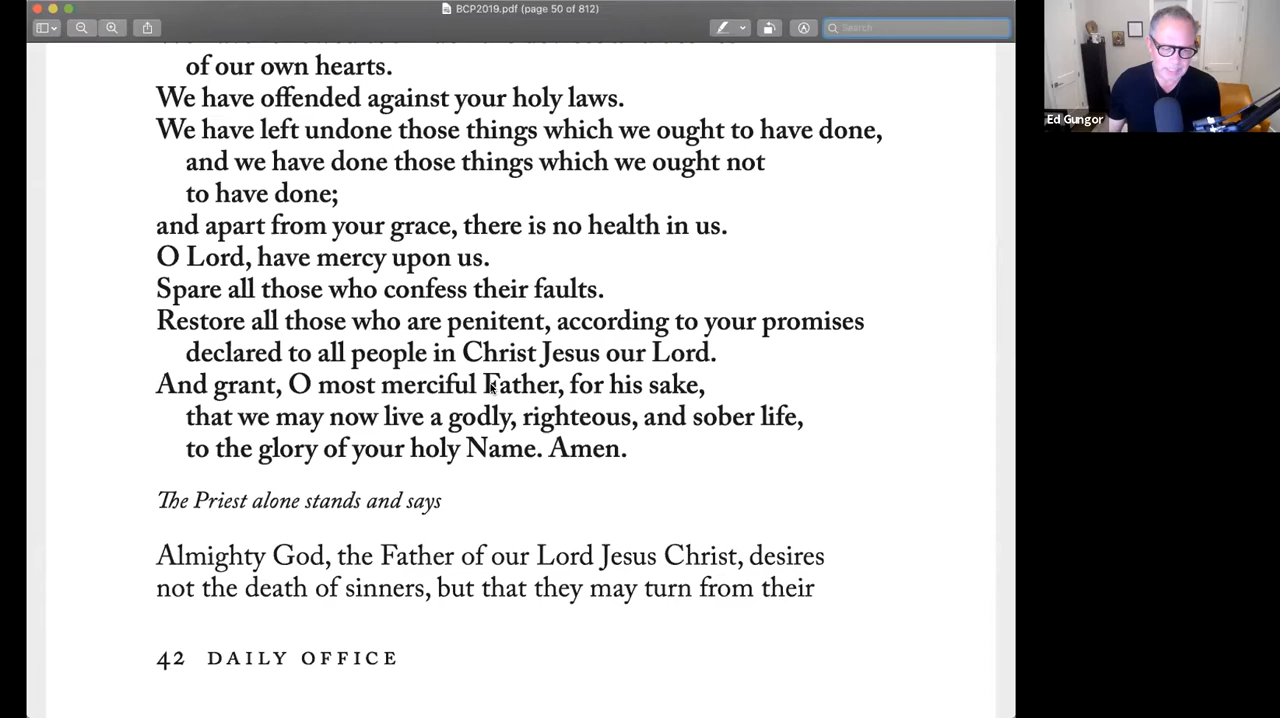 BCP2019.pdf (page 50 of 812)
Search
of our own hearts.
We have offended against your holy laws.
We have left undone those things which we ought to have done,
and we have done those things which we ought not
to have done;
and apart from your grace, there is no health in us.
O Lord, have mercy upon us.
Spare all those who confess their faults.
Restore all those who are penitent, according to your promises
declared to all people in Christ Jesus our Lord.
And grant, O most merciful Father, for his sake,
that we may now live a godly, righteous, and sober life,
to the glory of your holy Name. Amen.
The Priest alone stands and says
Almighty God, the Father of our Lord Jesus Christ, desires
not the death of sinners, but that they may turn from their
42 DAILY OFFICE
Ed Gungor